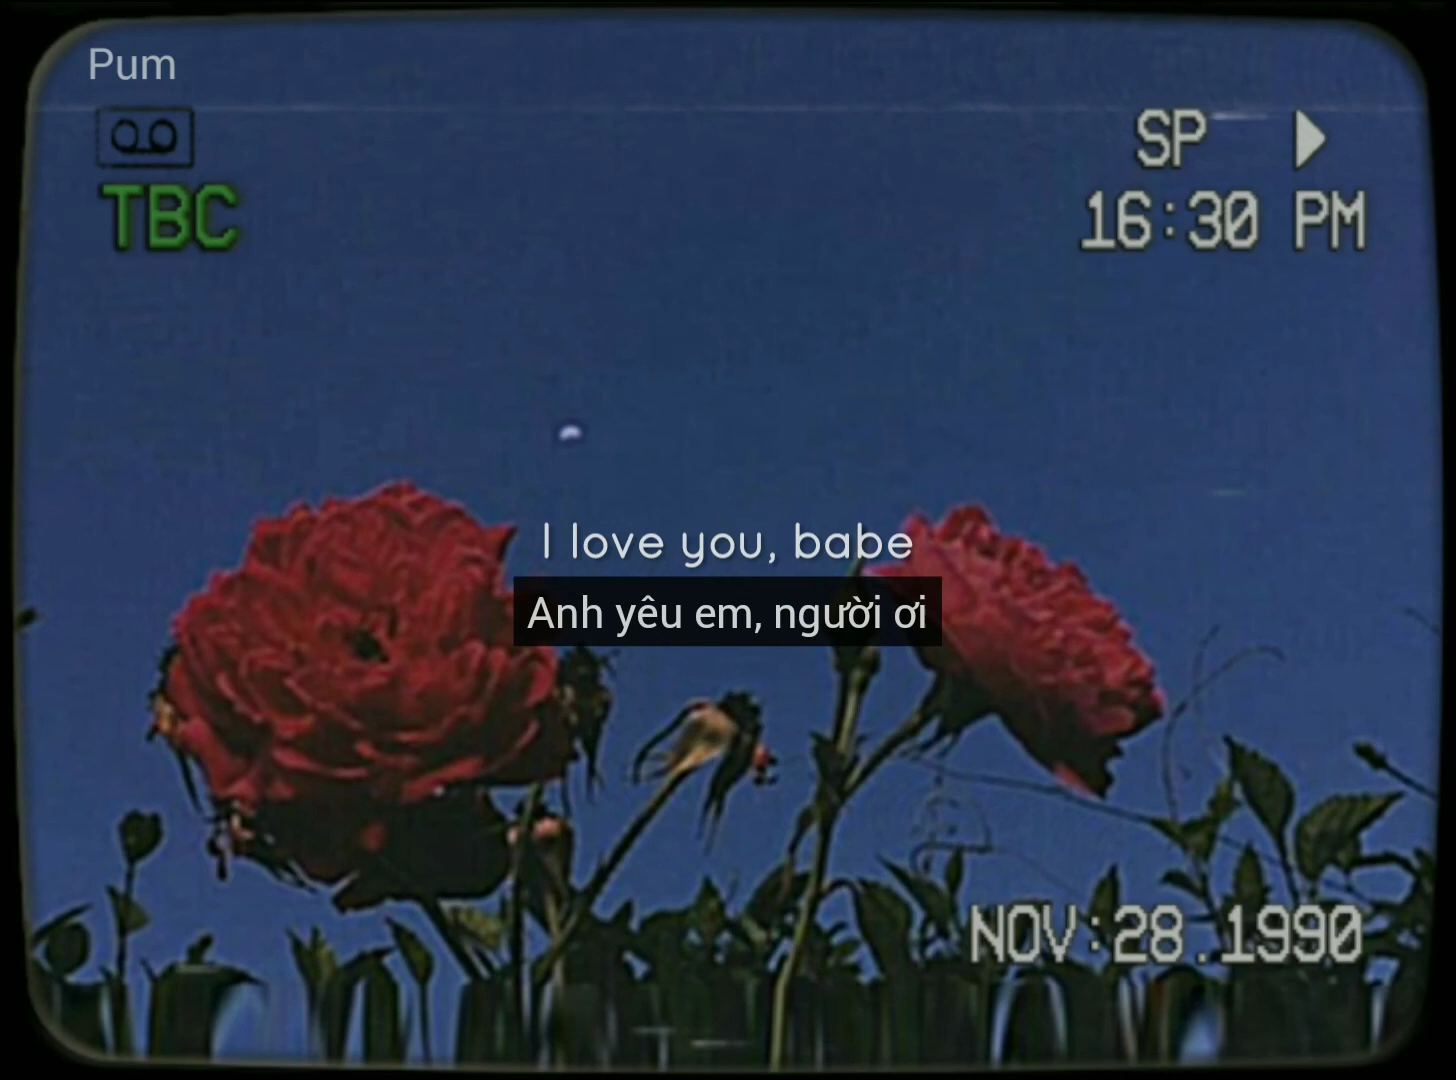 Pum
TBC
SP
16:30 PM
I love you, babe
Anh yêu em, người ơi
NOV:28.1990